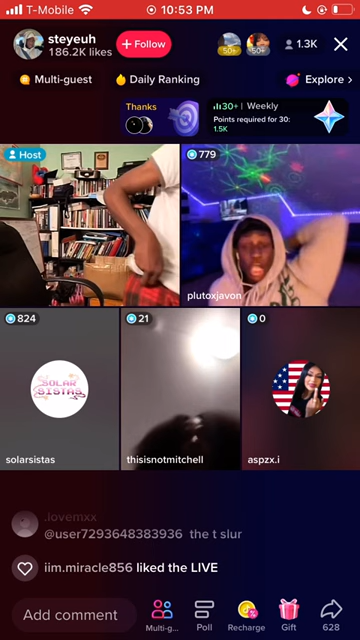 T-Mobile 10:53 PM
steyeuh
186.2K likes
+ Follow
50+ 50+
1.3K
Multi-guest
Daily Ranking
Explore >
Thanks
30+ | Weekly
Points required for 30:
1.5K
Host
779
plutoxjavon
824
SOLAR
SISTAS
solarsistas
21
thisisnotmitchell
0
aspzx.i
.lovemxx
@user7293648383936 the t slur
iim.miracle856 liked the LIVE
Add comment
Multi-g...
Poll
Recharge
Gift
628